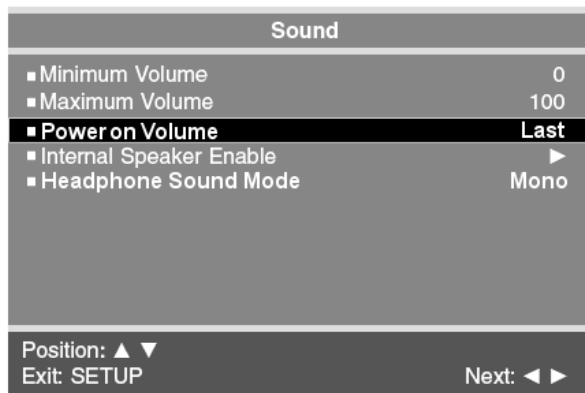 Sound
▪Minimum Volume 0
▪Maximum Volume 100
▪Power on Volume Last
▪Internal Speaker Enable ►
▪Headphone Sound Mode Mono
Position: ▲ ▼
Exit: SETUP Next: ◄ ►